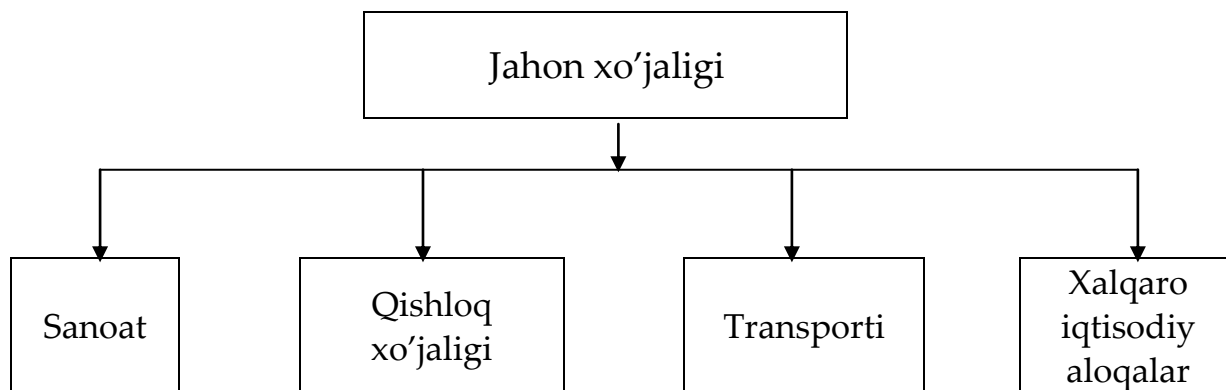 Jahon xo’jaligi
Sanoat
Qishloq
xo’jaligi
Transporti
Xalqaro
iqtisodiy
aloqalar